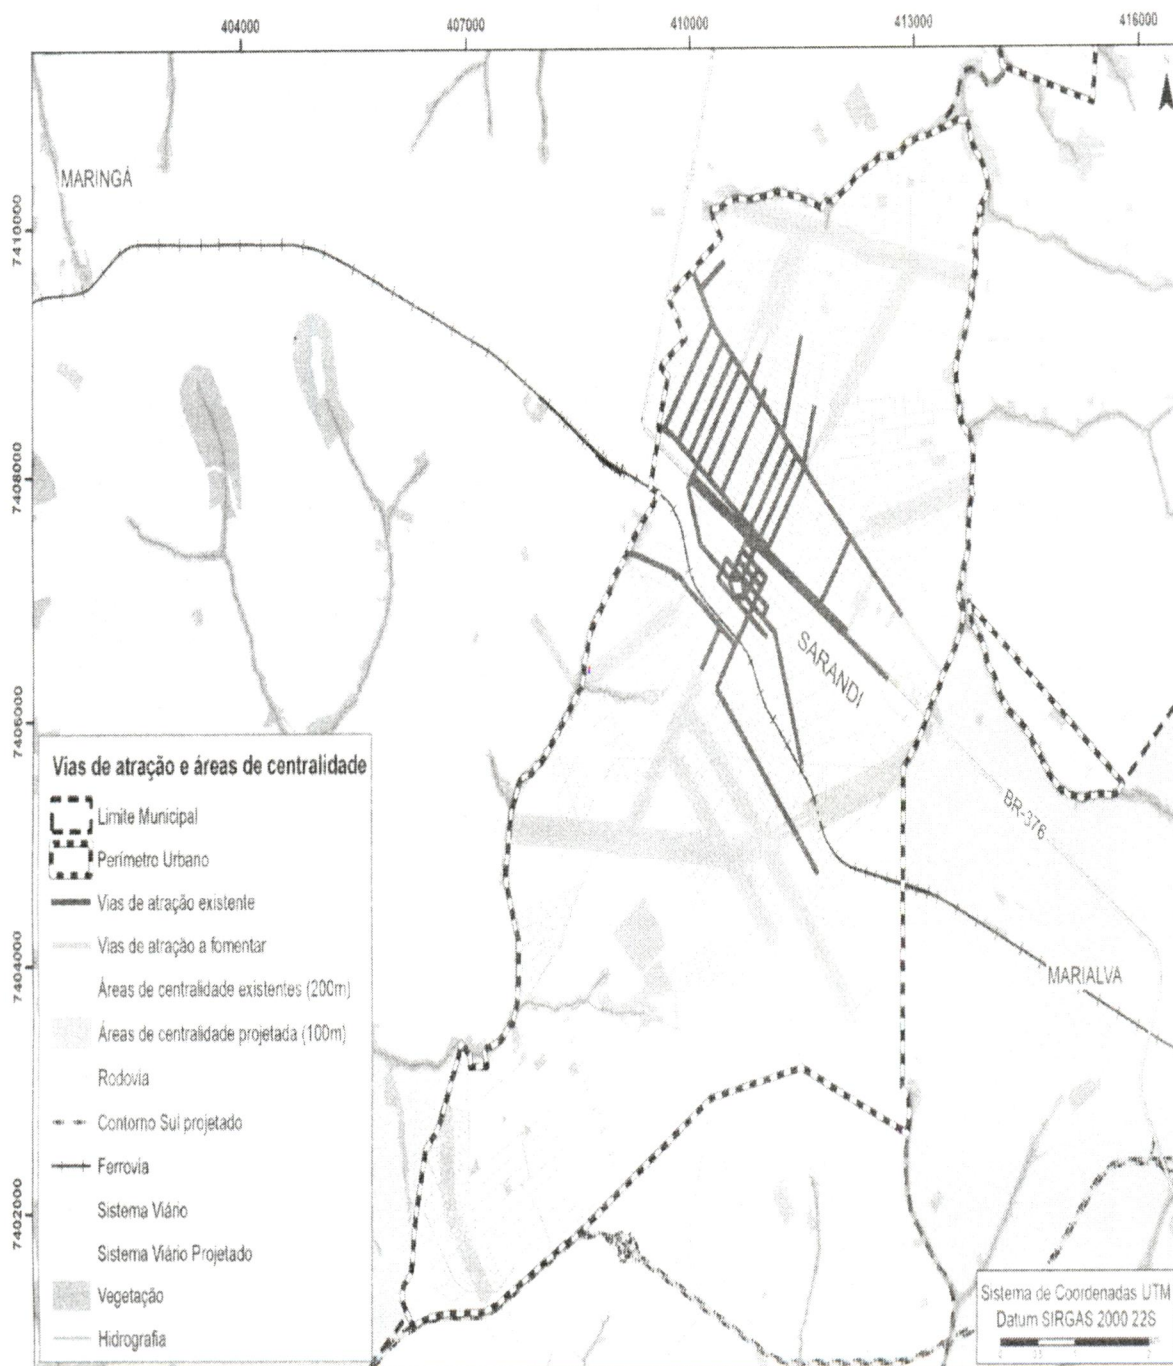 404000 407000 410000 413000 416000
MARINGÁ
7410000
7408000
SARANDI
7406000
BR-376
7404000
MARIALVA
7402000
Vias de atração e áreas de centralidade
Limite Municipal
Perímetro Urbano
Vias de atração existente
Vias de atração a fomentar
Áreas de centralidade existentes (200m)
Áreas de centralidade projetada (100m)
Rodovia
Contorno Sul projetado
Ferrovia
Sistema Viário
Sistema Viário Projetado
Vegetação
Hidrografia
Sistema de Coordenadas UTM
Datum SIRGAS 2000 22S